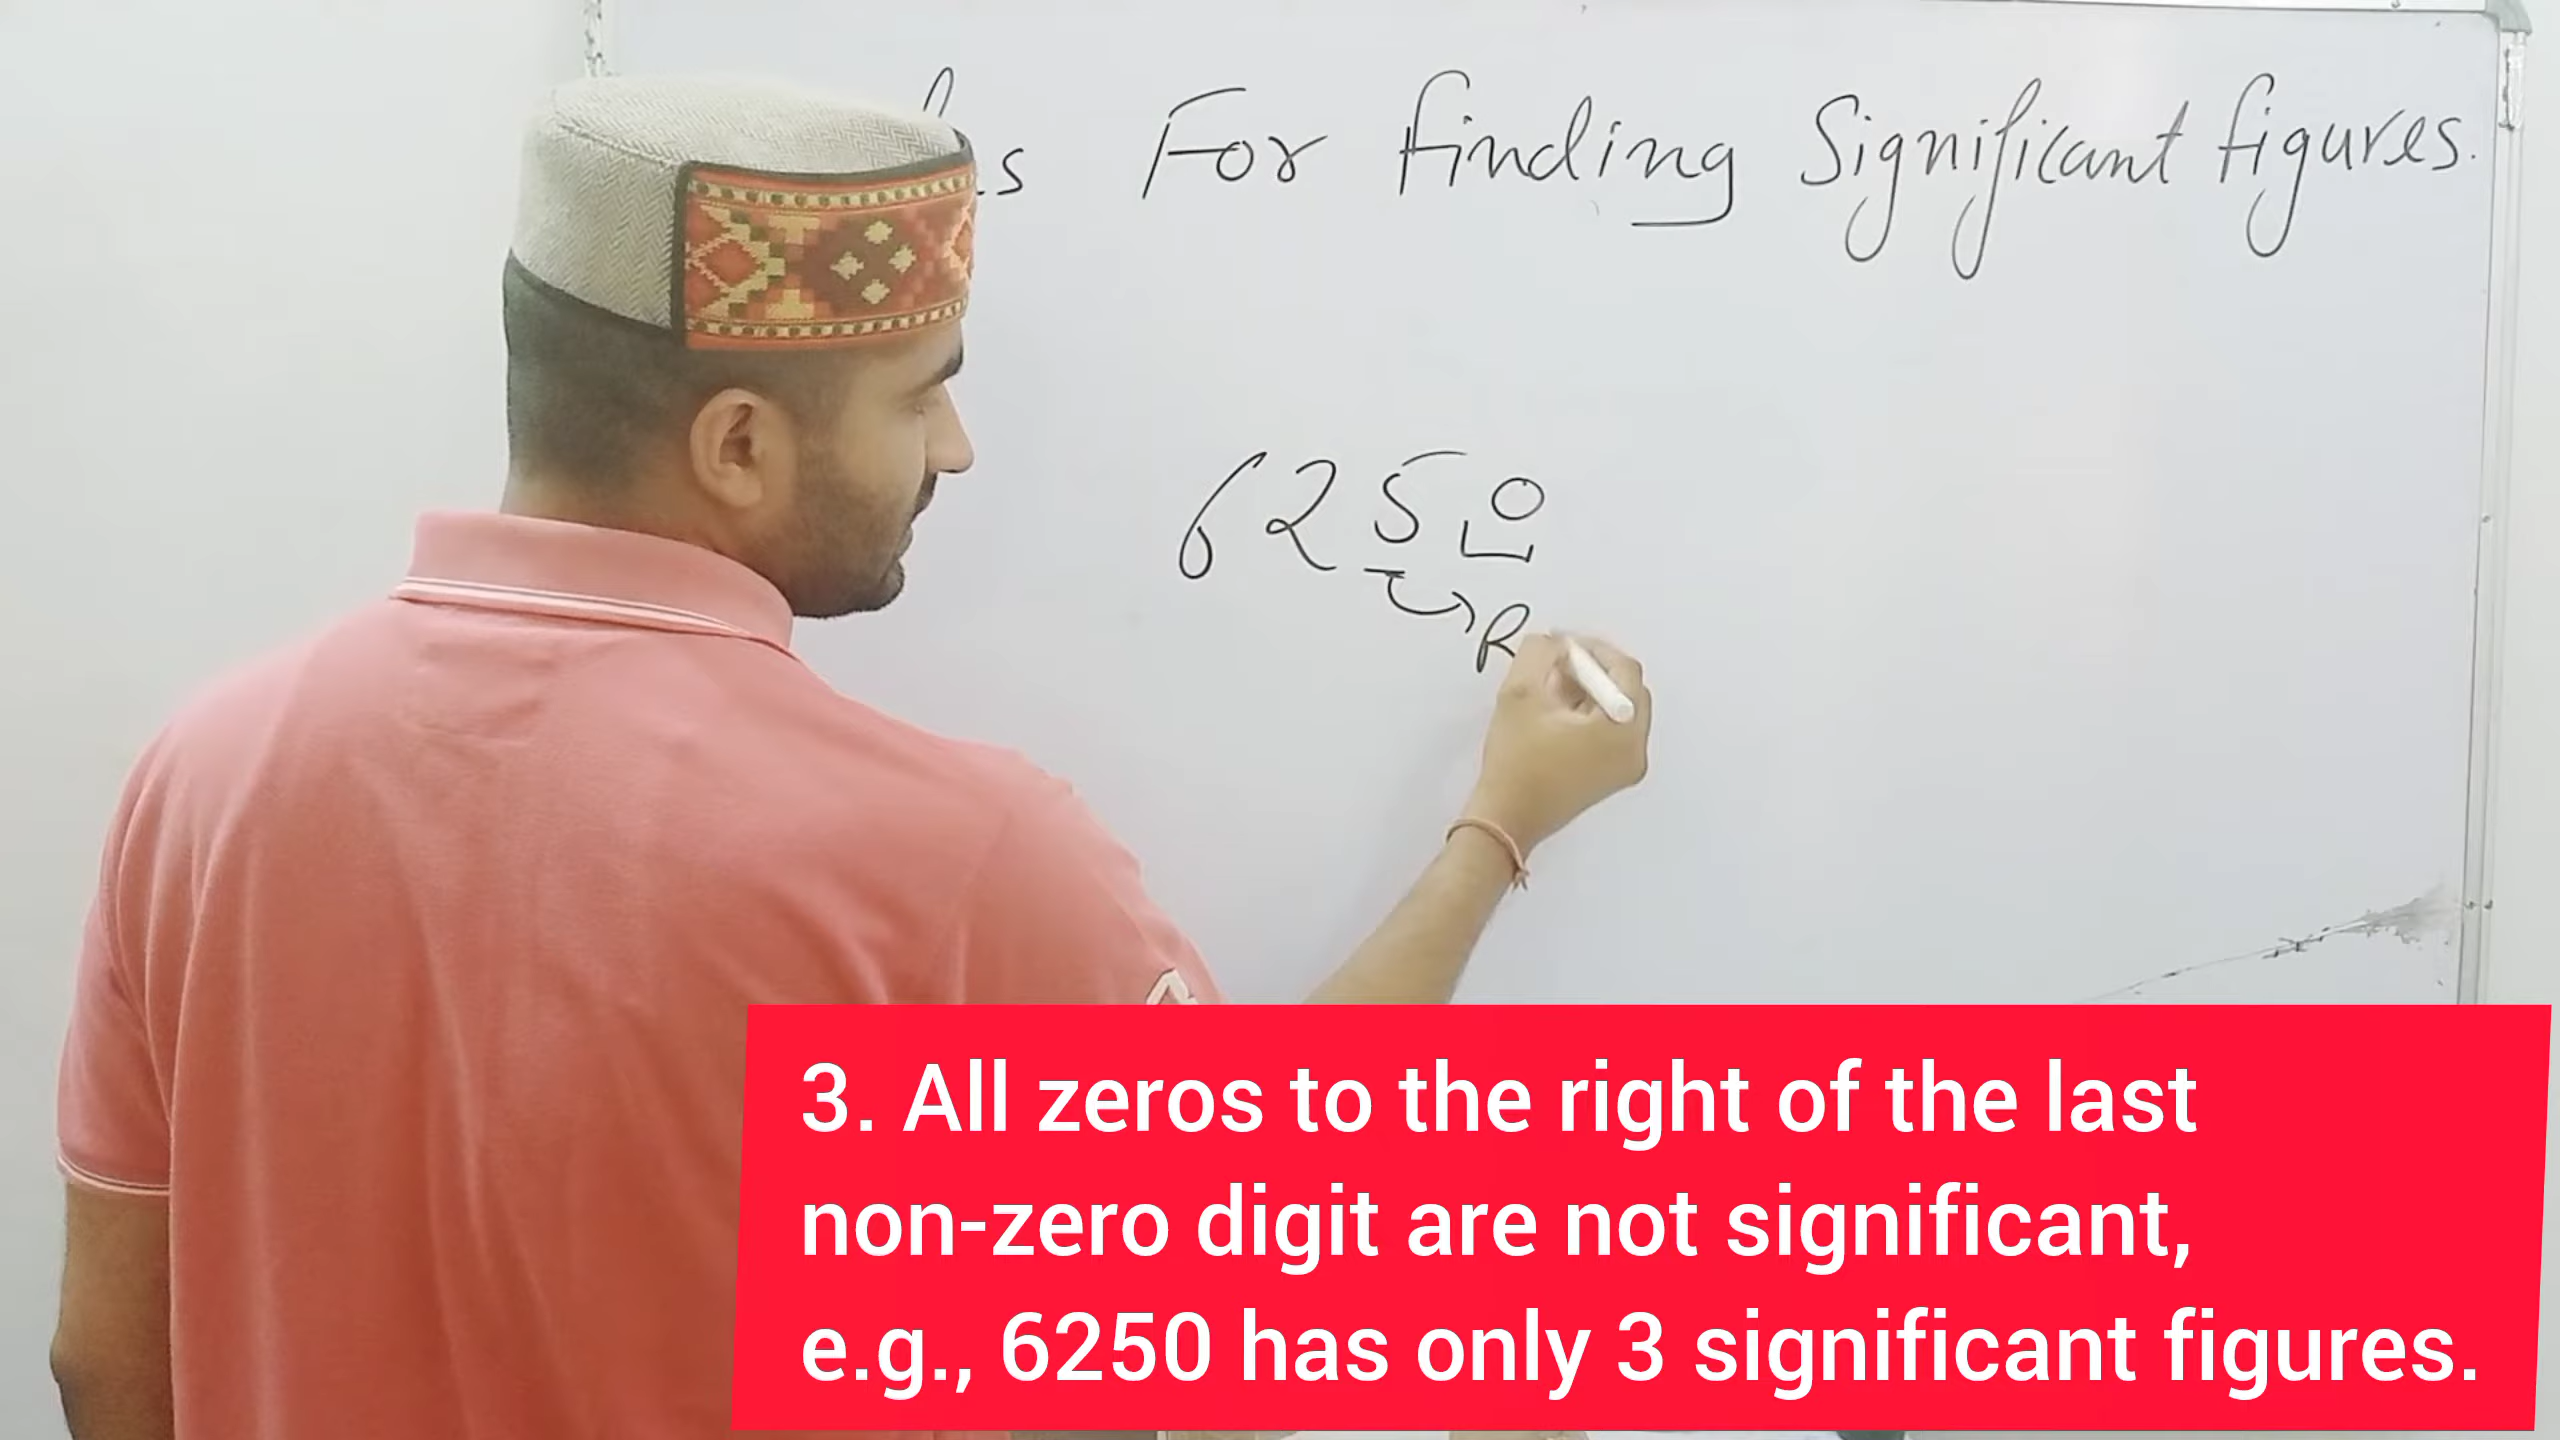 For finding Significant figures.
6250
R
3. All zeros to the right of the last
non-zero digit are not significant,
e.g., 6250 has only 3 significant figures.